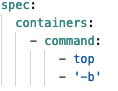 spec:
  containers:
    - command:
        - top
        - '-b'